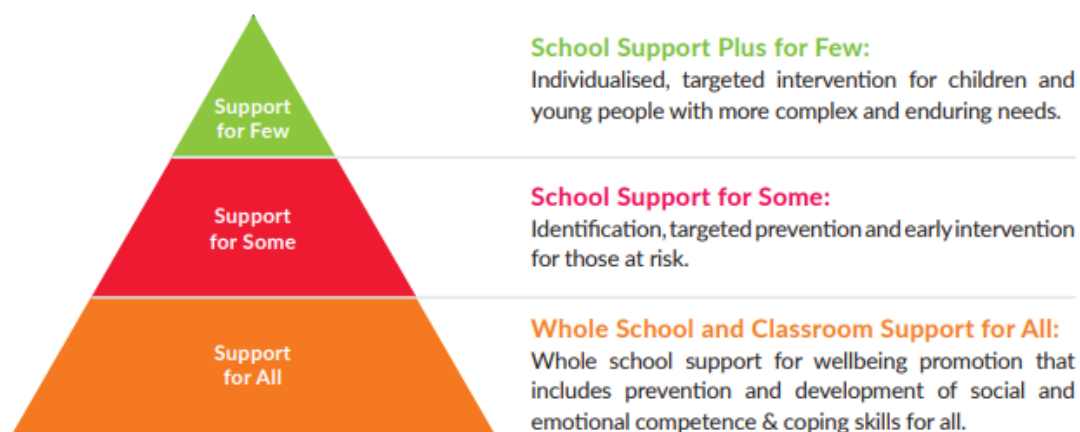 Support
for Few
School Support Plus for Few:
Individualised, targeted intervention for children and
young people with more complex and enduring needs.
Support
for Some
School Support for Some:
Identification, targeted prevention and early intervention
for those at risk.
Support
for All
Whole School and Classroom Support for All:
Whole school support for wellbeing promotion that
includes prevention and development of social and
emotional competence & coping skills for all.